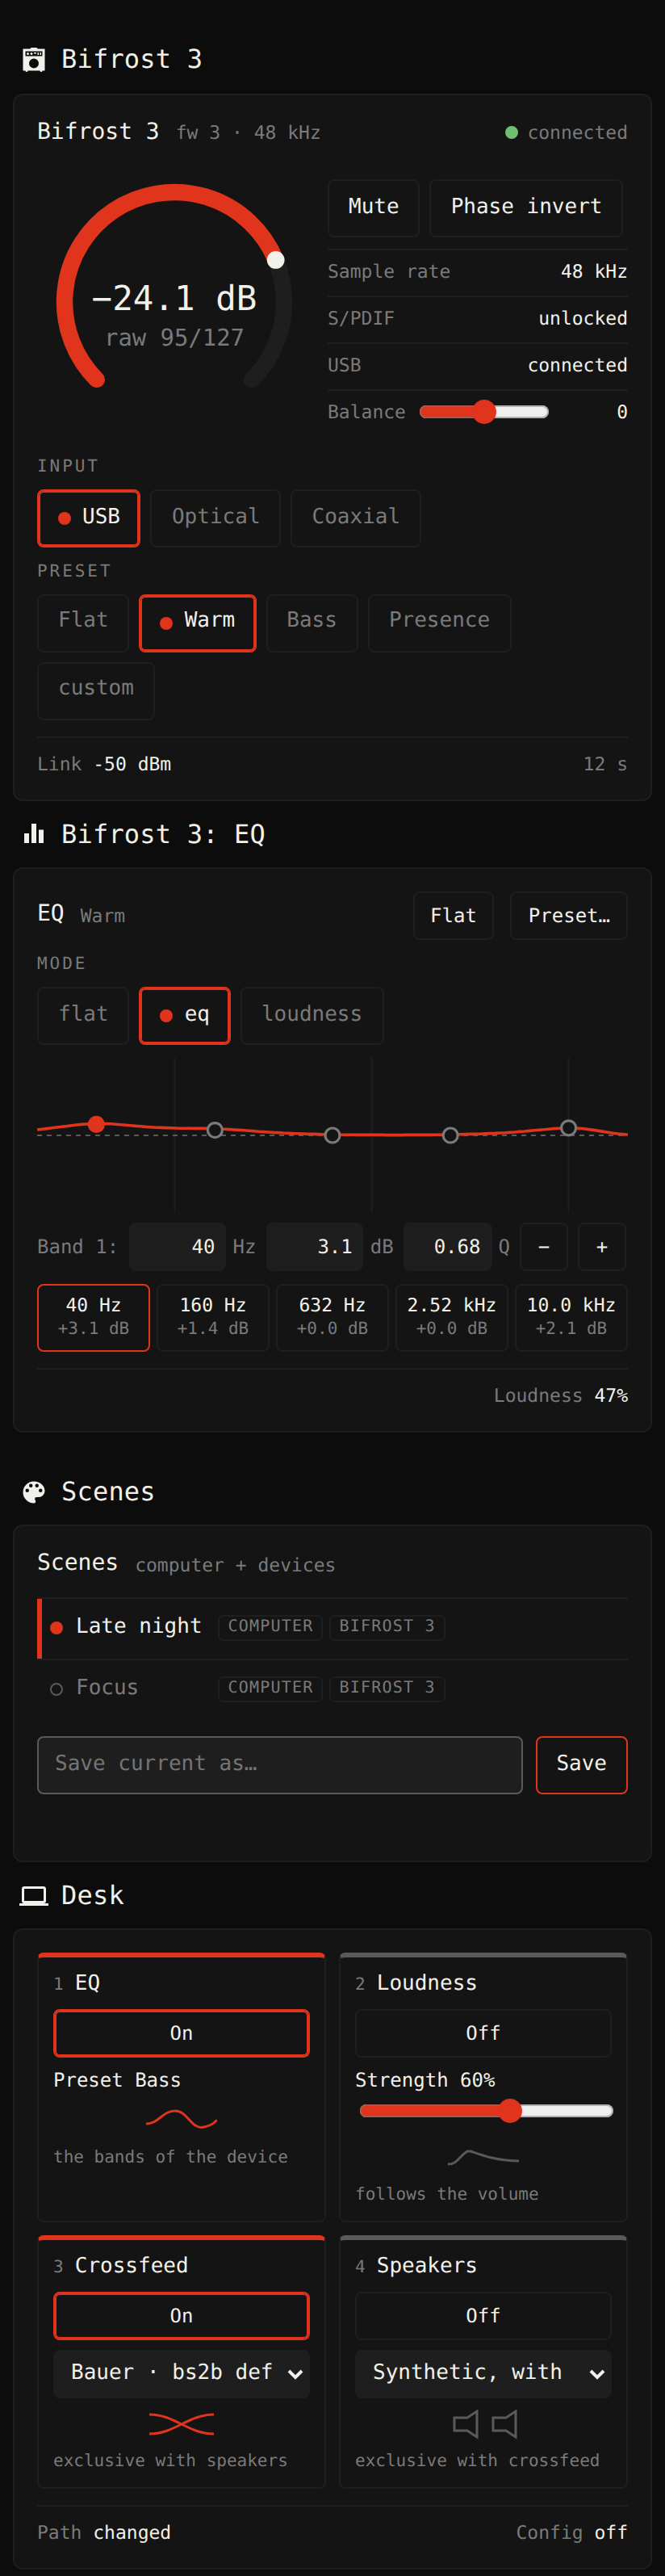 Bifrost 3
Bifrost 3 fw 3 · 48 kHz connected
Mute Phase invert
−24.1 dB
raw 95/127
Sample rate 48 kHz
S/PDIF unlocked
USB connected
Balance 0
INPUT
USB Optical Coaxial
PRESET
Flat Warm Bass Presence
custom
Link -50 dBm 12 s
Bifrost 3: EQ
EQ Warm Flat Preset…
MODE
flat eq loudness
Band 1: 40 Hz 3.1 dB 0.68 Q − +
40 Hz 160 Hz 632 Hz 2.52 kHz 10.0 kHz
+3.1 dB +1.4 dB +0.0 dB +0.0 dB +2.1 dB
Loudness 47%
Scenes
Scenes computer + devices
Late night COMPUTER BIFROST 3
Focus COMPUTER BIFROST 3
Save current as… Save
Desk
1 EQ
On
Preset Bass
the bands of the device
2 Loudness
Off
Strength 60%
follows the volume
3 Crossfeed
On
Bauer · bs2b def
exclusive with speakers
4 Speakers
Off
Synthetic, with
exclusive with crossfeed
Path changed Config off